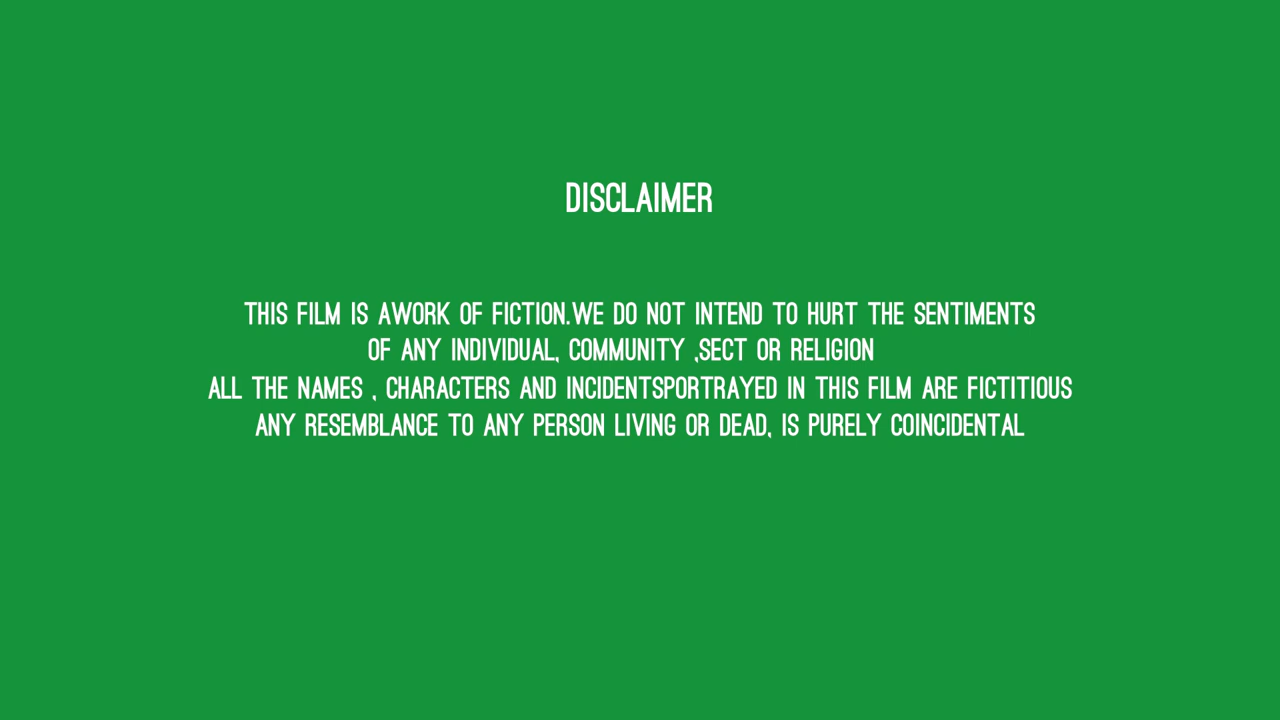 DISCLAIMER
THIS FILM IS AWORK OF FICTION.WE DO NOT INTEND TO HURT THE SENTIMENTS
OF ANY INDIVIDUAL, COMMUNITY ,SECT OR RELIGION
ALL THE NAMES , CHARACTERS AND INCIDENTSPORTRAYED IN THIS FILM ARE FICTITIOUS
ANY RESEMBLANCE TO ANY PERSON LIVING OR DEAD, IS PURELY COINCIDENTAL